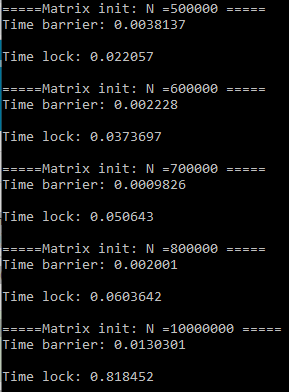 =====Matrix init: N =500000 =====
Time barrier: 0.0038137
Time lock: 0.022057
=====Matrix init: N =600000 =====
Time barrier: 0.002228
Time lock: 0.0373697
=====Matrix init: N =700000 =====
Time barrier: 0.0009826
Time lock: 0.050643
=====Matrix init: N =800000 =====
Time barrier: 0.002001
Time lock: 0.0603642
=====Matrix init: N =10000000 =====
Time barrier: 0.0130301
Time lock: 0.818452